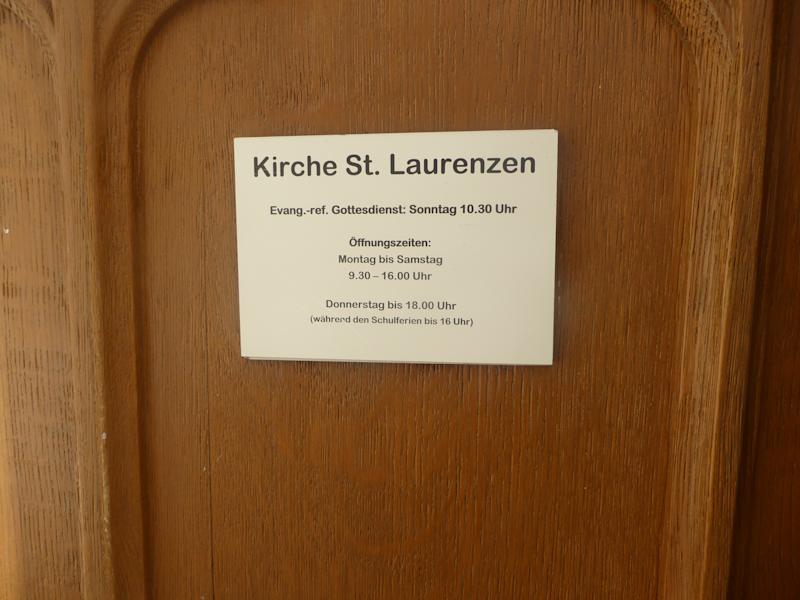 Kirche St. Laurenzen
Evang.-ref. Gottesdienst: Sonntag 10.30 Uhr
Öffnungszeiten:
Montag bis Samstag
9.30 – 16.00 Uhr
Donnerstag bis 18.00 Uhr
(während den Schulferien bis 16 Uhr)